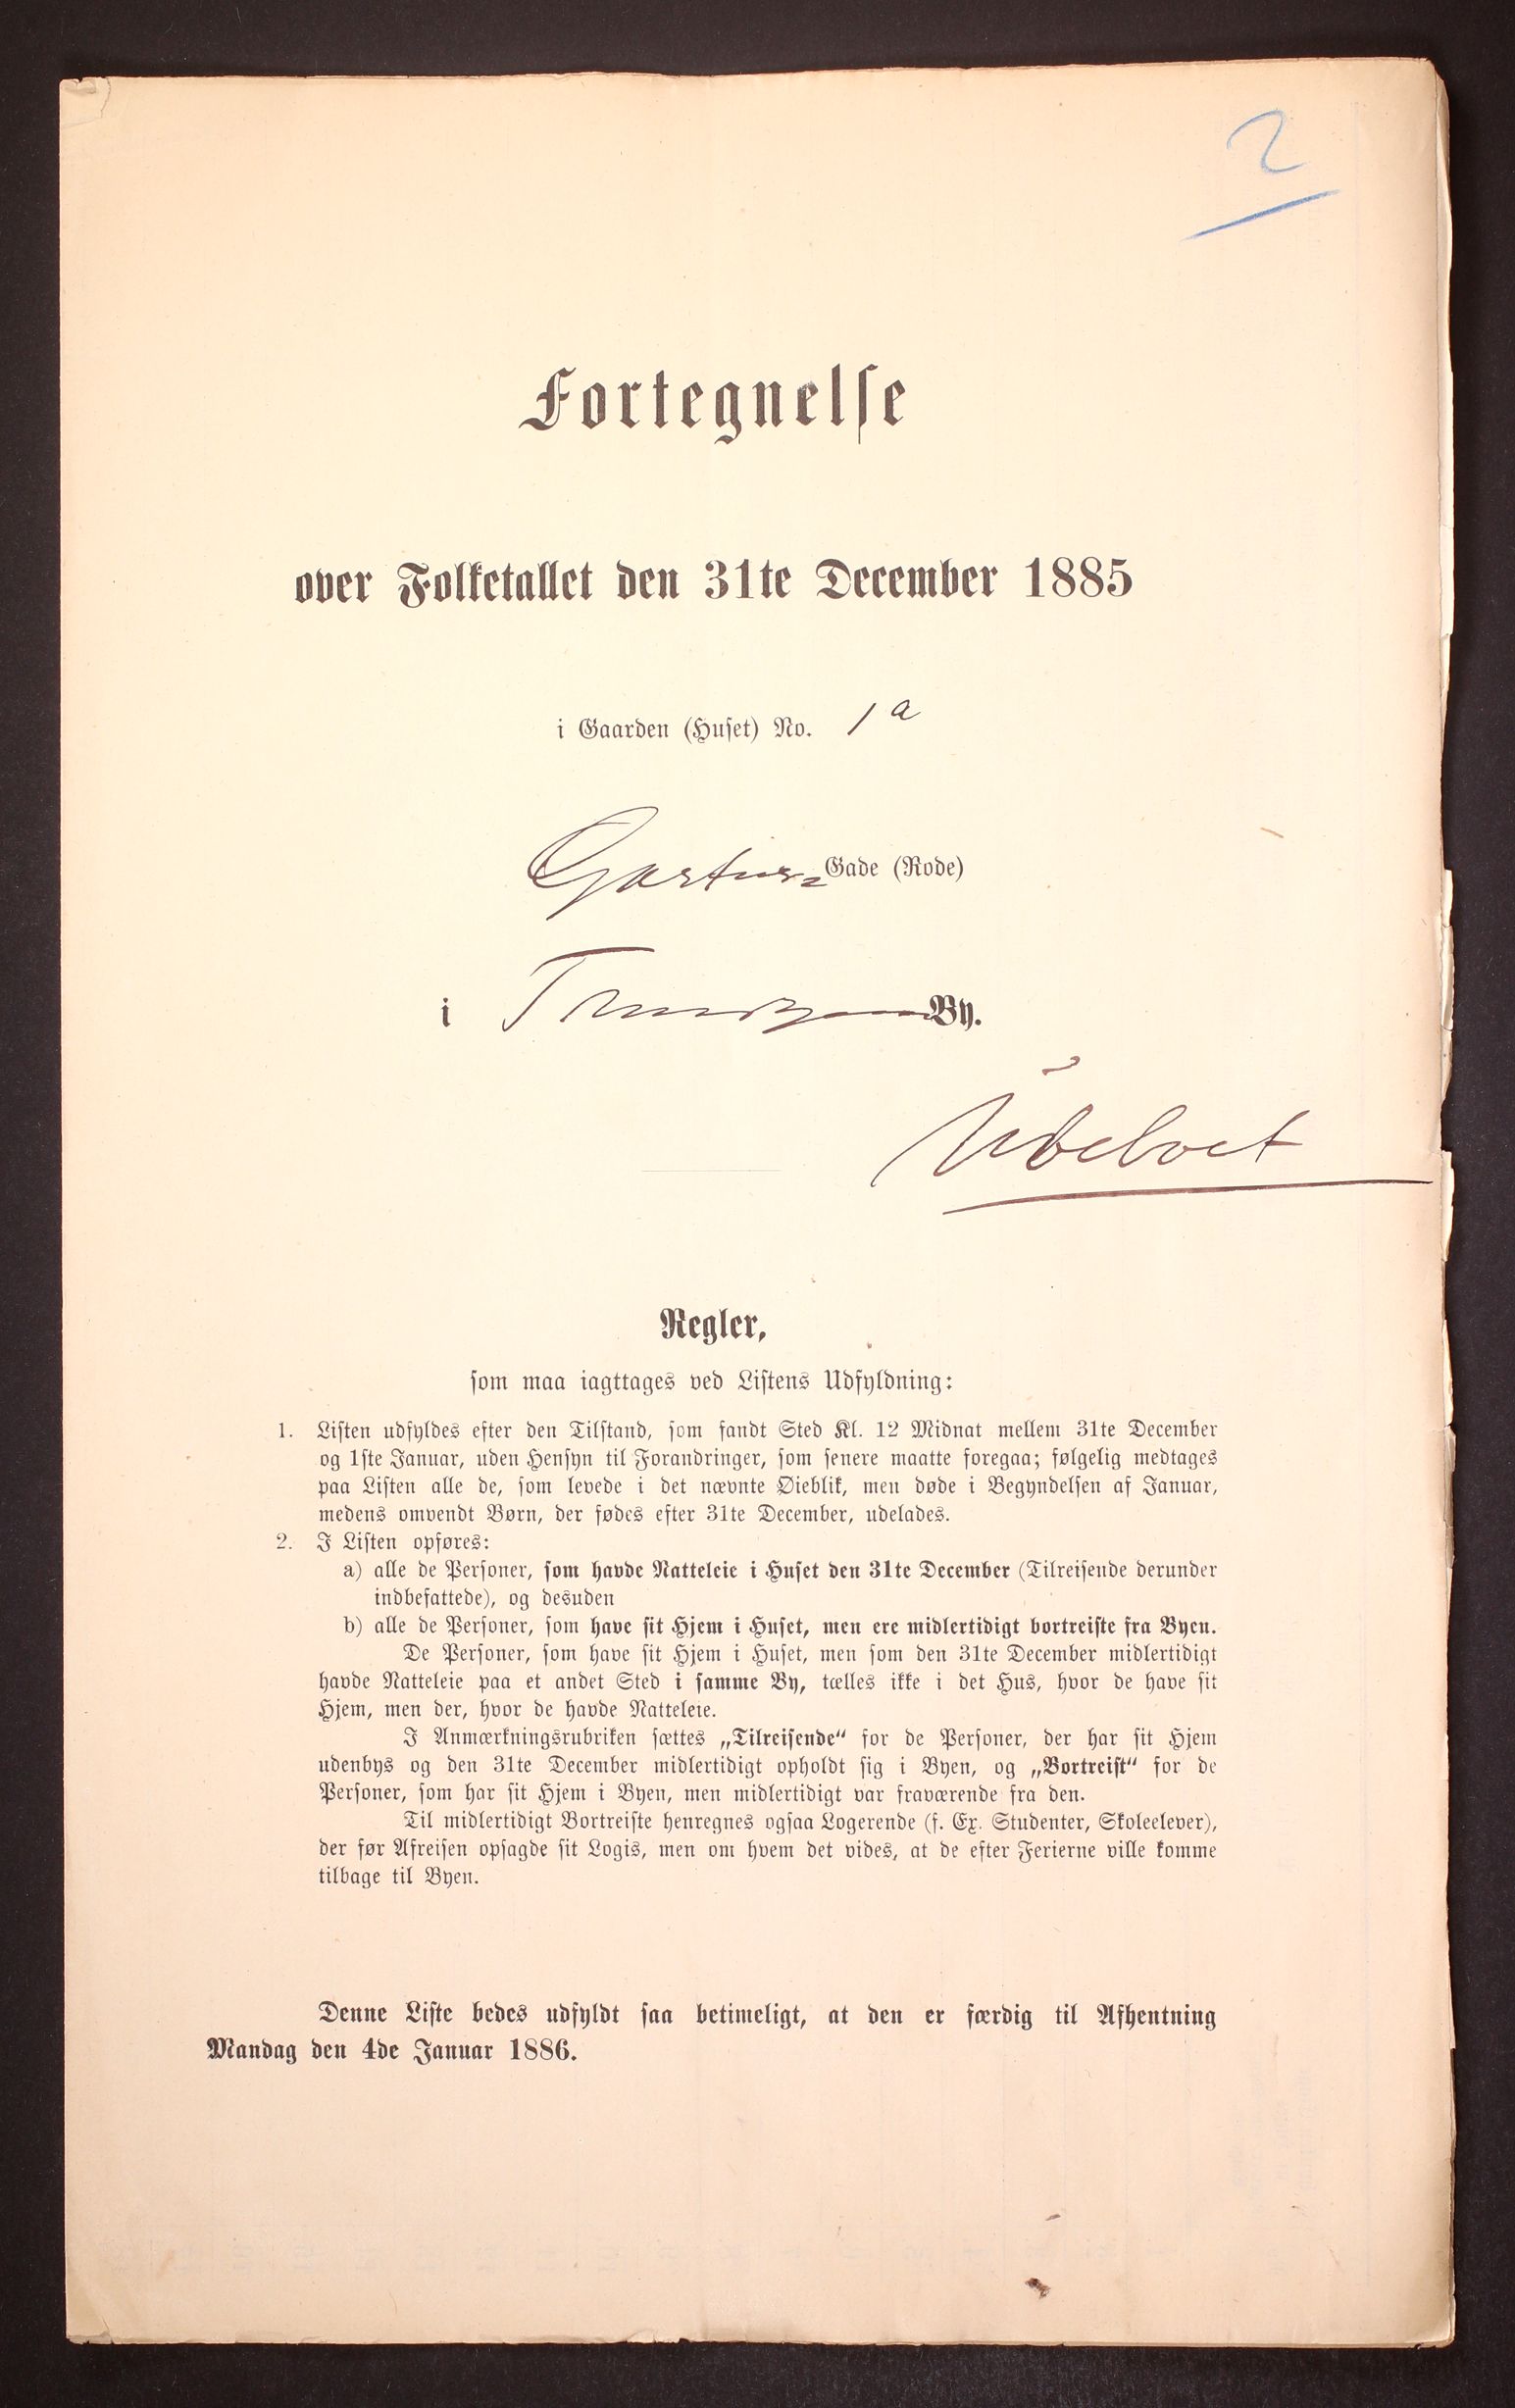 2
Fortegnelse
over Folketallet den 31te December 1885
i Gaarden (Huset) No. 1a
Gade (Rode)
i By.
Regler,
som maa iagttages ved Listens Udfyldning:
1. Listen udfyldes efter den Tilstand, som fandt Sted Kl. 12 Midnat mellem 31te December
og 1ste Januar, uden Hensyn til Forandringer, som senere maatte foregaa; følgelig medtages
paa Listen alle de, som levede i det nævnte Øieblik, men døde i Begyndelsen af Januar,
medens omvendt Børn, der fødes efter 31te December, udelades.
2. I Listen opføres:
a) alle de Personer, som havde Natteleie i Huset den 31te December (Tilreisende derunder
indbefattede), og desuden
b) alle de Personer, som have sit Hjem i Huset, men ere midlertidigt bortreiste fra Byen.
De Personer, som have sit Hjem i Huset, men som den 31te December midlertidigt
havde Natteleie paa et andet Sted i samme By, tælles ikke i det Hus, hvor de have sit
Hjem, men der, hvor de havde Natteleie.
I Anmærkningsrubriken sættes „Tilreisende“ for de Personer, der har sit Hjem
udenbys og den 31te December midlertidigt opholdt sig i Byen, og „Bortreist“ for de
Personer, som har sit Hjem i Byen, men midlertidigt var fraværende fra den.
Til midlertidigt Bortreiste henregnes ogsaa Logerende (f. Ex. Studenter, Skoleelever),
der før Afreisen opsagde sit Logis, men om hvem det vides, at de efter Ferierne ville komme
tilbage til Byen.
Denne Liste bedes udfyldt saa betimeligt, at den er færdig til Afhentning
Mandag den 4de Januar 1886.